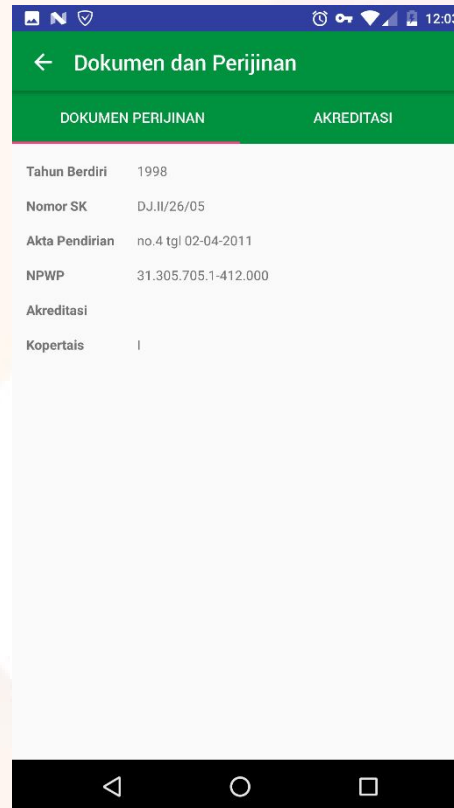 12:03
Dokumen dan Perijinan
DOKUMEN PERIJINAN AKREDITASI
Tahun Berdiri 1998
Nomor SK DJ.II/26/05
Akta Pendirian no.4 tgl 02-04-2011
NPWP 31.305.705.1-412.000
Akreditasi
Kopertais I